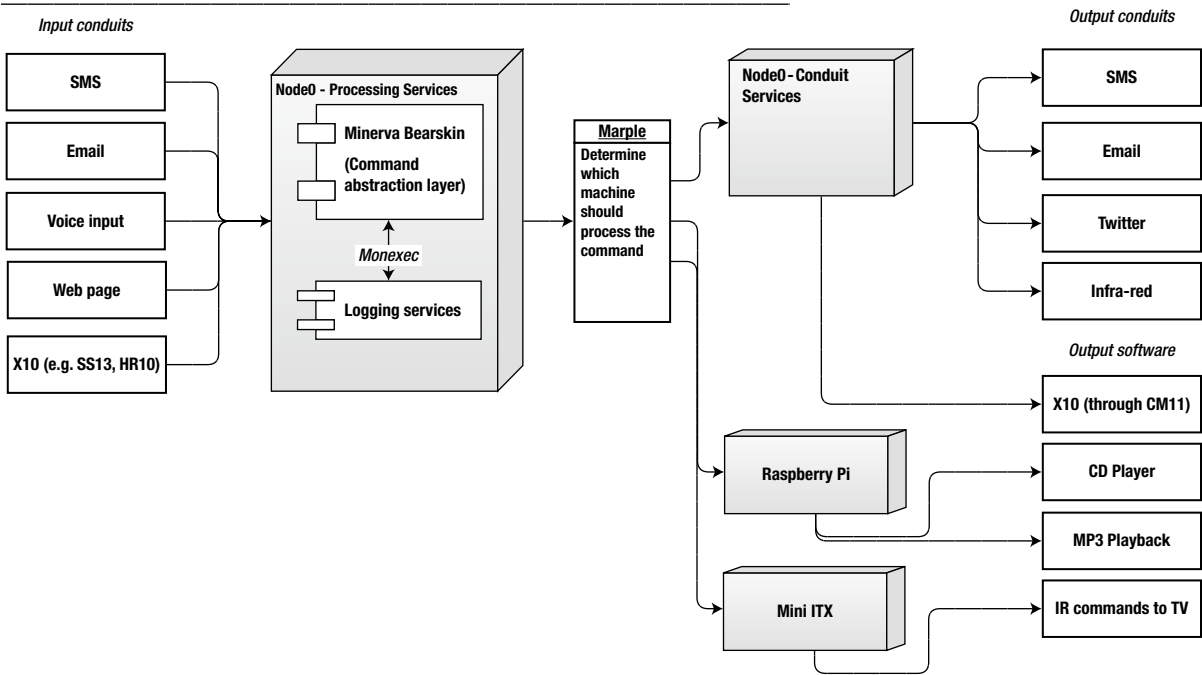 Input conduits
SMS
Email
Voice input
Web page
X10 (e.g. SS13, HR10)
Node0 - Processing Services
Minerva Bearskin
(Command
abstraction layer)
Monexec
Logging services
Marple
Determine
which
machine
should
process the
command
Node0 - Conduit
Services
Raspberry Pi
Mini ITX
Output conduits
SMS
Email
Twitter
Infra-red
Output software
X10 (through CM11)
CD Player
MP3 Playback
IR commands to TV